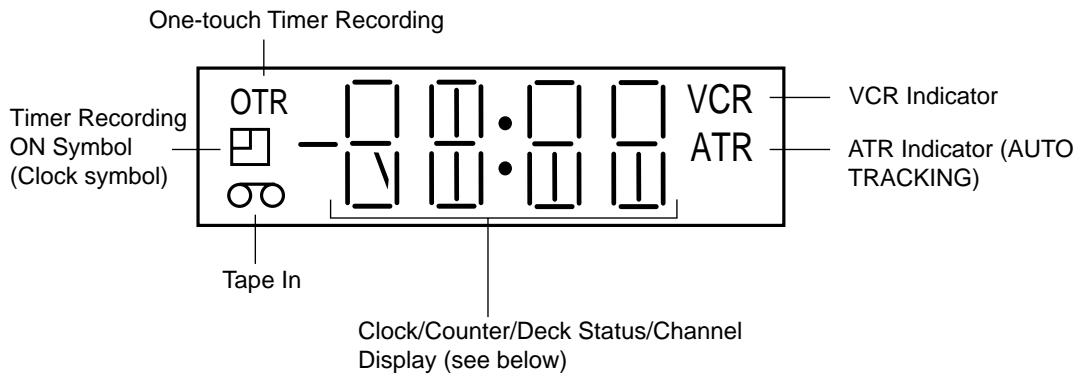 One-touch Timer Recording
OTR
VCR
VCR Indicator
Timer Recording
ON Symbol
(Clock symbol)
ATR
ATR Indicator (AUTO
TRACKING)
Tape In
Clock/Counter/Deck Status/Channel
Display (see below)